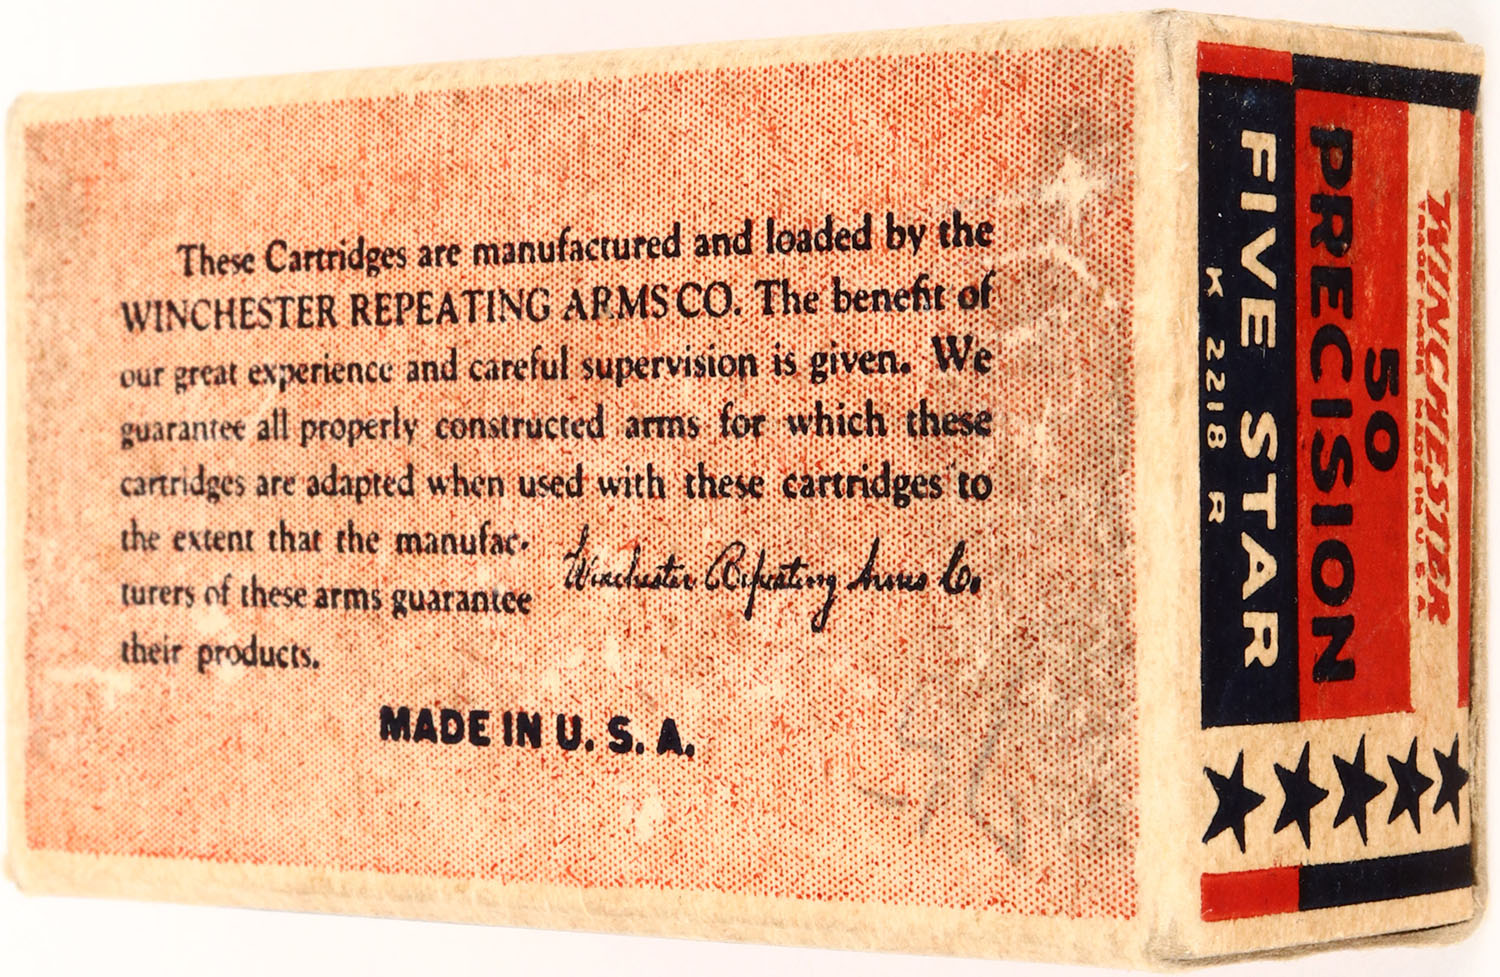 These Cartridges are manufactured and loaded by the
WINCHESTER REPEATING ARMS CO. The benefit of
our great experience and careful supervision is given. We
guarantee all properly constructed arms for which these
cartridges are adapted when used with these cartridges to
the extent that the manufac-
turers of these arms guarantee
their products.
Winchester Repeating Arms Co.
MADE IN U. S. A.
WINCHESTER
TRADE MARK MADE IN U. S. A.
50
PRECISION
FIVE STAR
K 2218 R